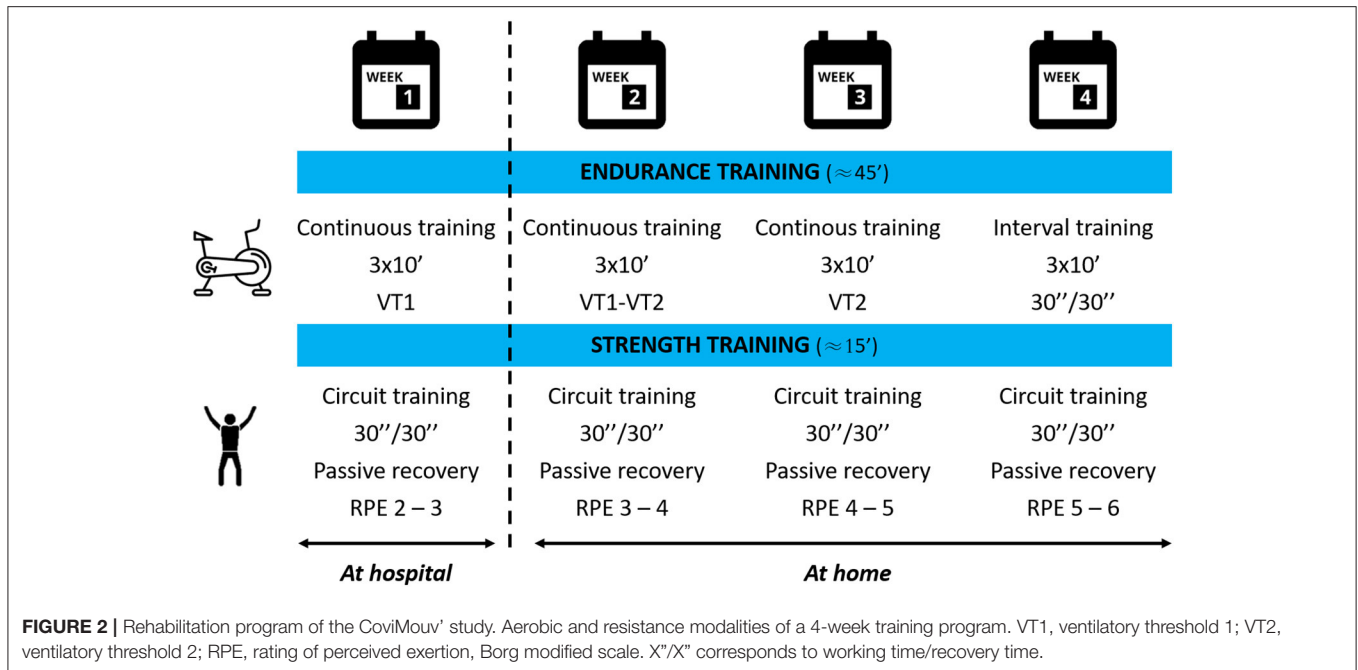 WEEK 1
WEEK 2
WEEK 3
WEEK 4
ENDURANCE TRAINING (≈45’)
Continuous training
3x10’
VT1
Continuous training
3x10’
VT1-VT2
Continous training
3x10’
VT2
Interval training
3x10’
30’’/30’’
STRENGTH TRAINING (≈15’)
Circuit training
30’’/30’’
Passive recovery
RPE 2 – 3
Circuit training
30’’/30’’
Passive recovery
RPE 3 – 4
Circuit training
30’’/30’’
Passive recovery
RPE 4 – 5
Circuit training
30’’/30’’
Passive recovery
RPE 5 – 6
At hospital
At home
FIGURE 2 | Rehabilitation program of the CoviMouv’ study. Aerobic and resistance modalities of a 4-week training program. VT1, ventilatory threshold 1; VT2,
ventilatory threshold 2; RPE, rating of perceived exertion, Borg modified scale. X”/X” corresponds to working time/recovery time.